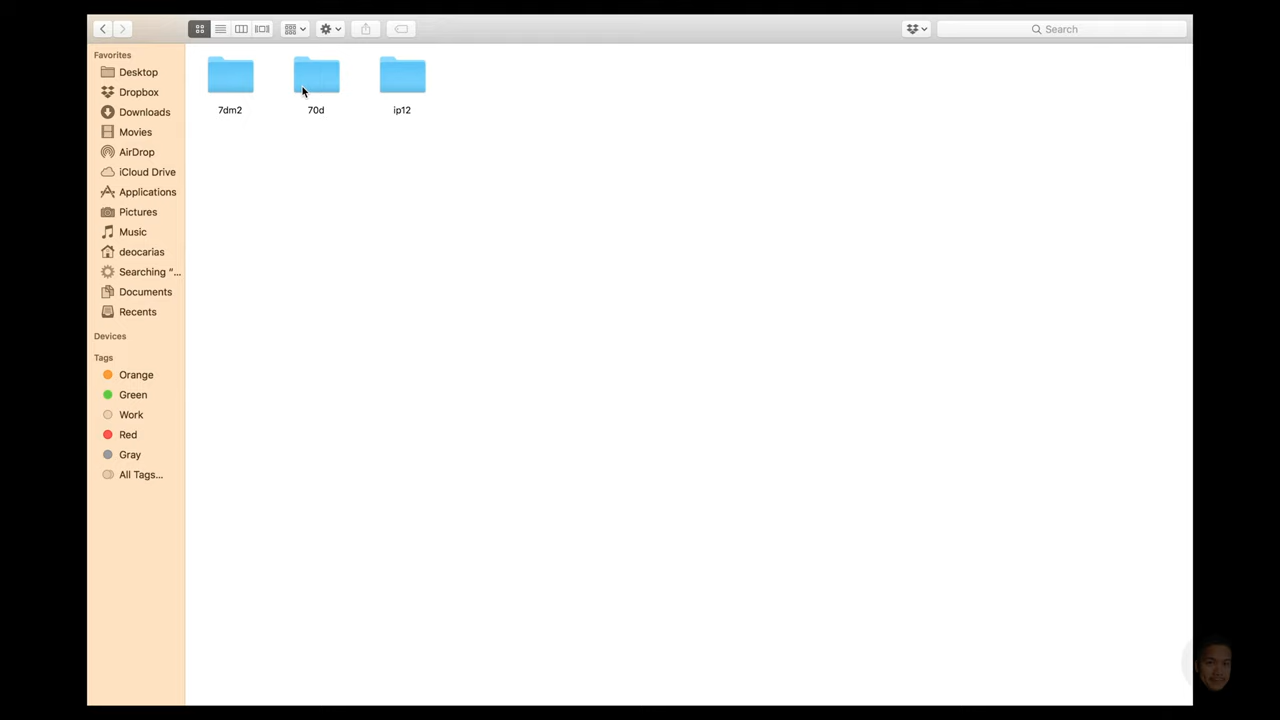 Search
Favorites
Desktop
Dropbox
Downloads
Movies
AirDrop
iCloud Drive
Applications
Pictures
Music
deocarias
Searching “...
Documents
Recents
Devices
Tags
Orange
Green
Work
Red
Gray
All Tags...
7dm2
70d
ip12